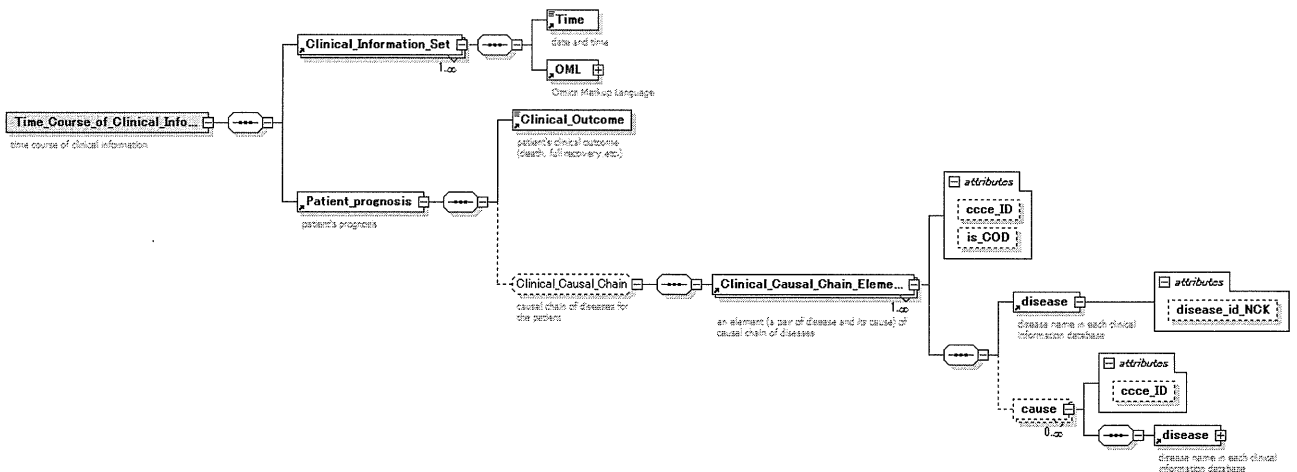 Time
date and time
Clinical_Information_Set
1..∞
OML
Omics Markup Language
Time_Course_of_Clinical_Info...
time course of clinical information
Clinical_Outcome
patient's clinical outcome
(death, full recovery etc.)
Patient_prognosis
patient's prognosis
attributes
ccce_ID
is_COD
Clinical_Causal_Chain
causal chain of diseases for
the patient
Clinical_Causal_Chain_Eleme...
1..∞
an element (a pair of disease and its cause) of
causal chain of diseases
disease
disease name in each clinical
information database
attributes
disease_id_NCK
attributes
ccce_ID
cause
0..∞
disease
disease name in each clinical
information database